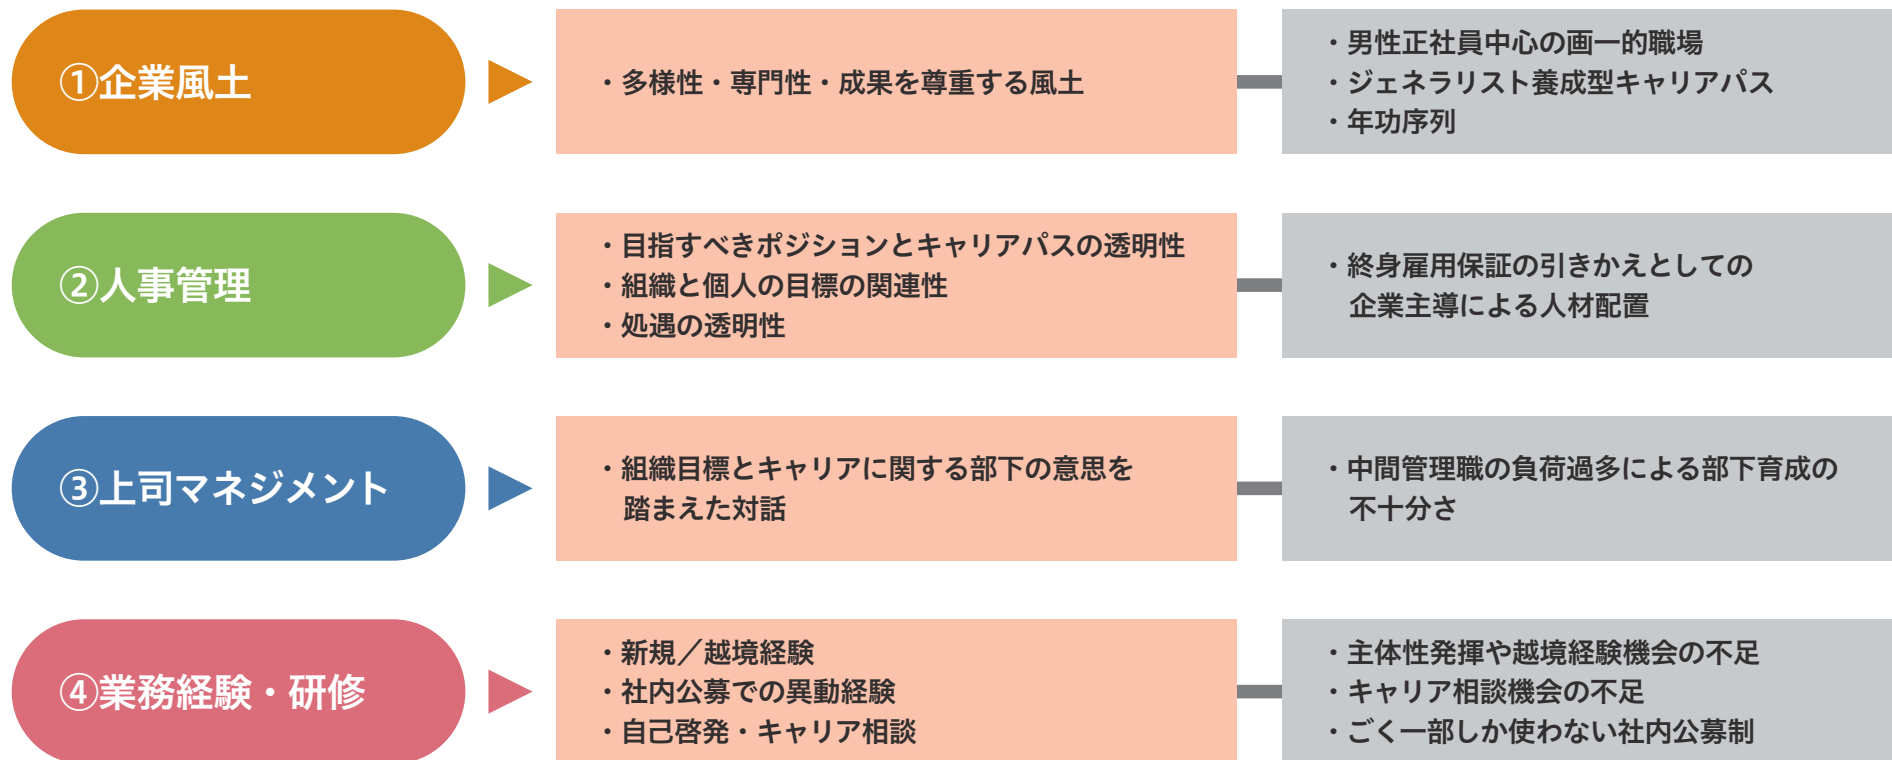 ①企業風土
・多様性・専門性・成果を尊重する風土
・男性正社員中心の画一的職場
・ジェネラリスト養成型キャリアパス
・年功序列
②人事管理
・目指すべきポジションとキャリアパスの透明性
・組織と個人の目標の関連性
・処遇の透明性
・終身雇用保証の引きかえとしての
企業主導による人材配置
③上司マネジメント
・組織目標とキャリアに関する部下の意思を
踏まえた対話
・中間管理職の負荷過多による部下育成の
不十分さ
④業務経験・研修
・新規／越境経験
・社内公募での異動経験
・自己啓発・キャリア相談
・主体性発揮や越境経験機会の不足
・キャリア相談機会の不足
・ごく一部しか使わない社内公募制